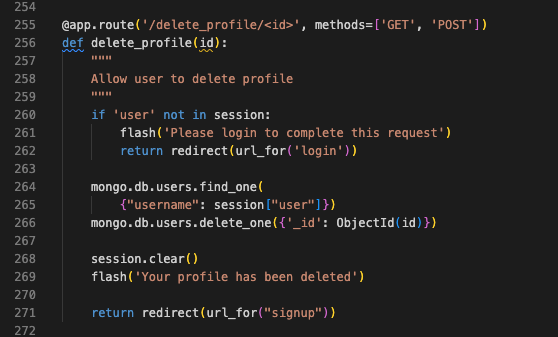 254
255 @app.route('/delete_profile/<id>', methods=['GET', 'POST'])
256 def delete_profile(id):
257     """
258     Allow user to delete profile
259     """
260     if 'user' not in session:
261         flash('Please login to complete this request')
262         return redirect(url_for('login'))
263
264     mongo.db.users.find_one(
265         {"username": session["user"]})
266     mongo.db.users.delete_one({'_id': ObjectId(id)})
267
268     session.clear()
269     flash('Your profile has been deleted')
270
271     return redirect(url_for("signup"))
272